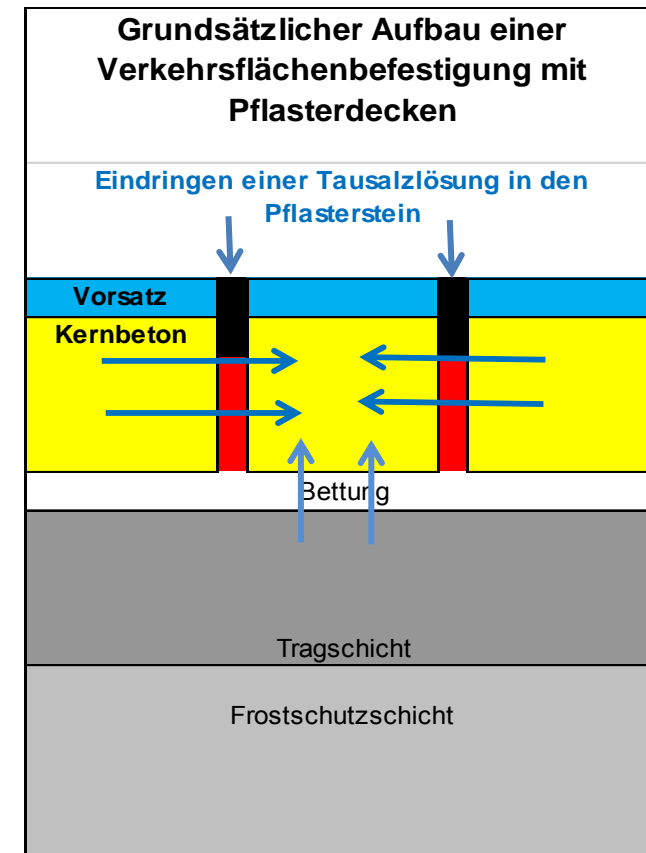 Grundsätzlicher Aufbau einer
Verkehrsflächenbefestigung mit
Pflasterdecken
Eindringen einer Tausalzlösung in den
Pflasterstein
Vorsatz
Kernbeton
Bettung
Tragschicht
Frostschutzschicht